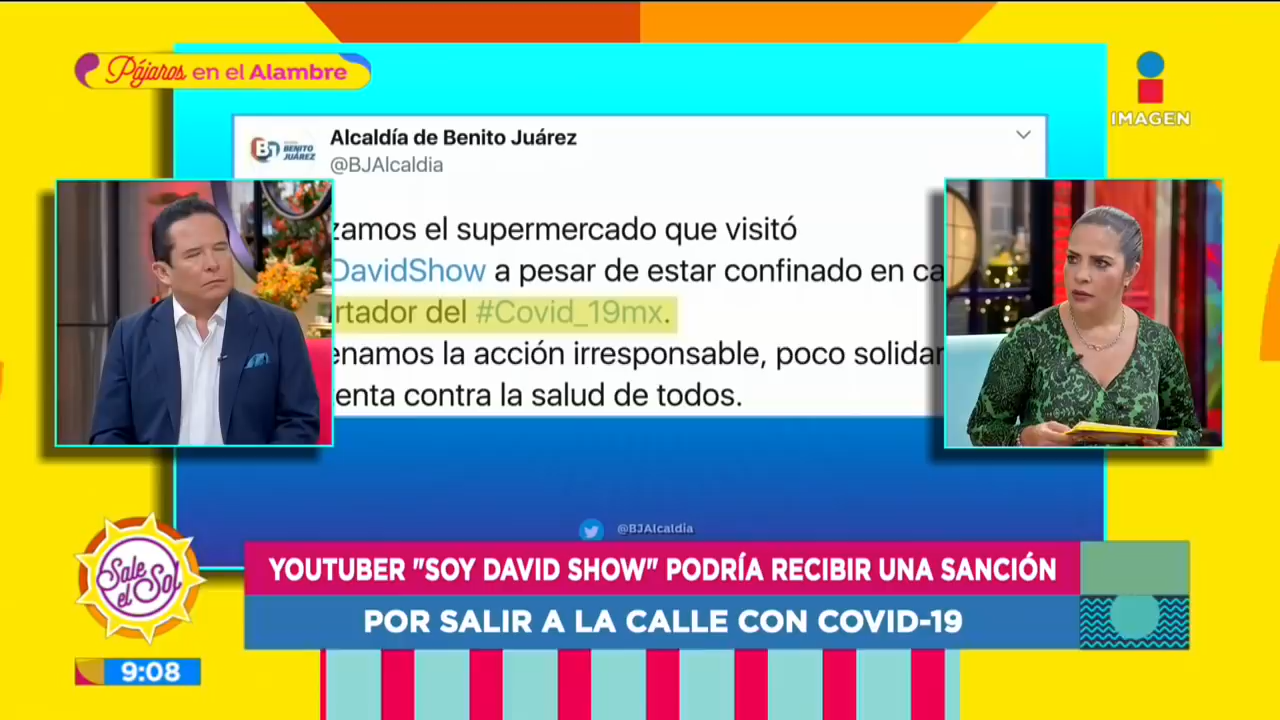 Pájaros en el Alambre
IMAGEN
Alcaldía de Benito Juárez
@BJAlcaldia
BJ BENITO JUÁREZ
zamos el supermercado que visitó
DavidShow a pesar de estar confinado en ca
rtador del #Covid_19mx.
enamos la acción irresponsable, poco solidar
enta contra la salud de todos.
@BJAlcaldia
YOUTUBER "SOY DAVID SHOW" PODRÍA RECIBIR UNA SANCIÓN
POR SALIR A LA CALLE CON COVID-19
Sale
el Sol
9:08